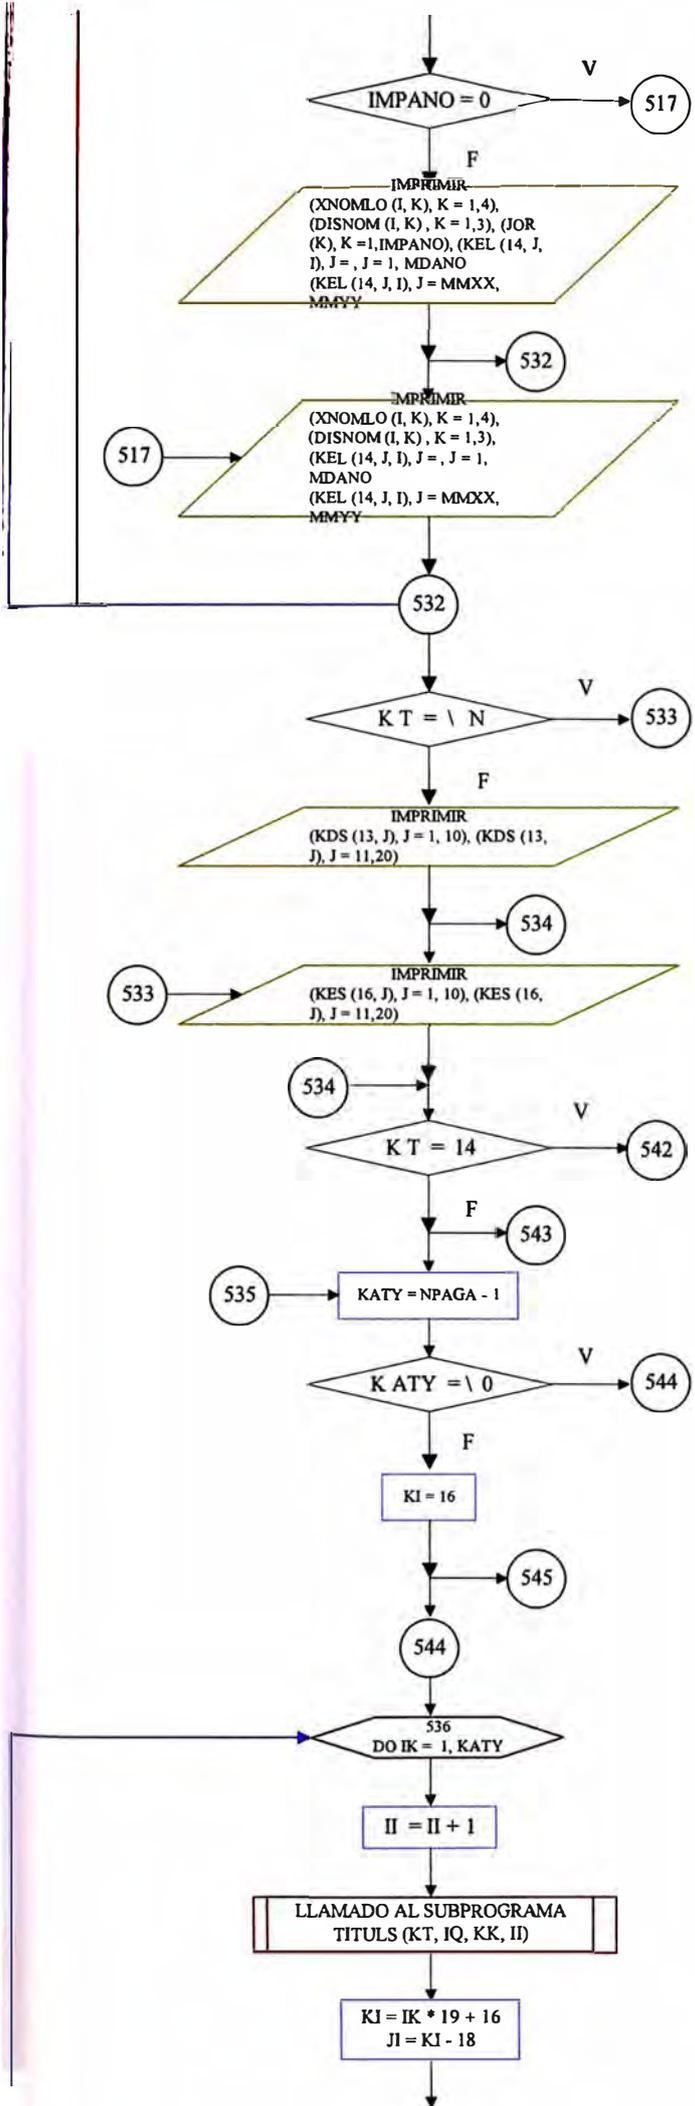 V
IMPANO = 0
517
F
IMPRIMIR
(XNOMLO (I, K), K = 1,4),
(DISNOM (I, K) , K = 1,3), (JOR
(K), K =1,IMPANO), (KEL (14, J,
I), J = , J = 1, MDANO
(KEL (14, J, I), J = MMXX,
MMYY
532
IMPRIMIR
(XNOMLO (I, K), K = 1,4),
(DISNOM (I, K) , K = 1,3),
(KEL (14, J, I), J = , J = 1,
MDANO
(KEL (14, J, I), J = MMXX,
MMYY
517
532
V
K T = \ N
533
F
IMPRIMIR
(KDS (13, J), J = 1, 10), (KDS (13,
J), J = 11,20)
534
IMPRIMIR
(KES (16, J), J = 1, 10), (KES (16,
J), J = 11,20)
533
534
V
K T = 14
542
F
543
535
KATY = NPAGA - 1
V
K ATY =\ 0
544
F
KI = 16
545
544
536
DO IK = 1, KATY
II = II + 1
LLAMADO AL SUBPROGRAMA
TITULS (KT, IQ, KK, II)
KI = IK * 19 + 16
JI = KI - 18